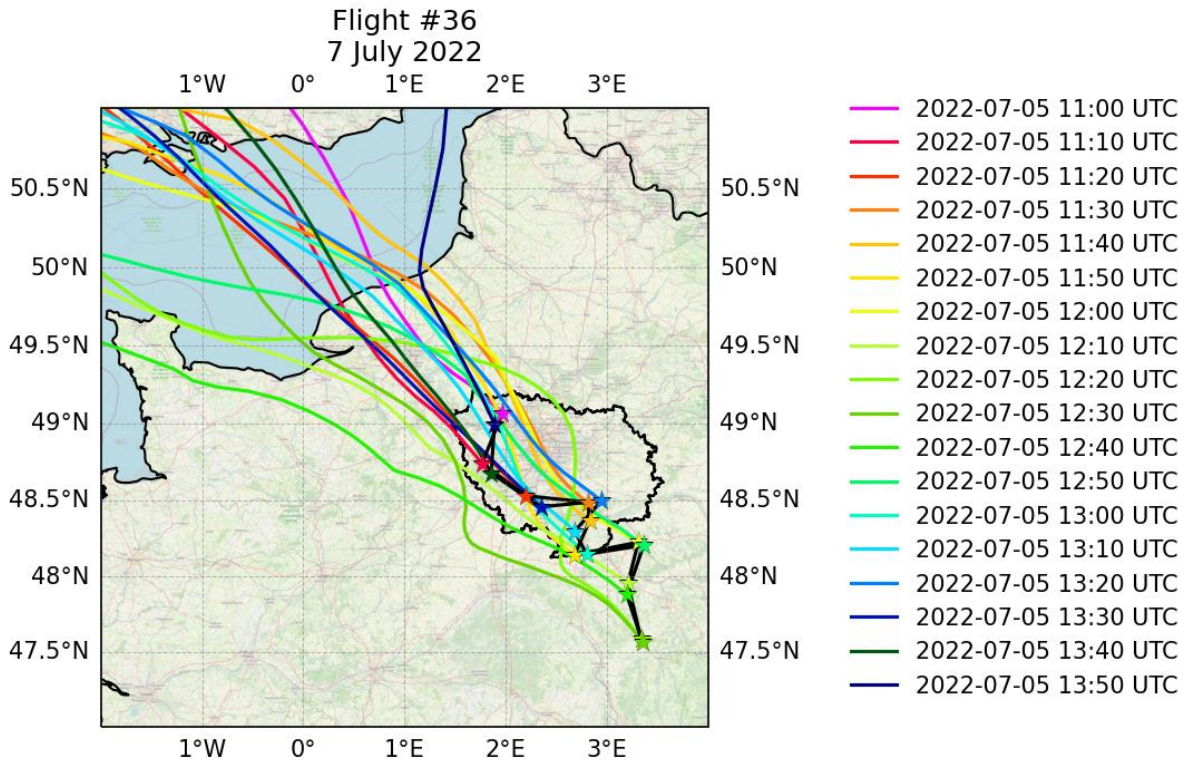 Flight #36
7 July 2022
1°W 0° 1°E 2°E 3°E
50.5°N 50.5°N
50°N 50°N
49.5°N 49.5°N
49°N 49°N
48.5°N 48.5°N
48°N 48°N
47.5°N 47.5°N
1°W 0° 1°E 2°E 3°E
2022-07-05 11:00 UTC
2022-07-05 11:10 UTC
2022-07-05 11:20 UTC
2022-07-05 11:30 UTC
2022-07-05 11:40 UTC
2022-07-05 11:50 UTC
2022-07-05 12:00 UTC
2022-07-05 12:10 UTC
2022-07-05 12:20 UTC
2022-07-05 12:30 UTC
2022-07-05 12:40 UTC
2022-07-05 12:50 UTC
2022-07-05 13:00 UTC
2022-07-05 13:10 UTC
2022-07-05 13:20 UTC
2022-07-05 13:30 UTC
2022-07-05 13:40 UTC
2022-07-05 13:50 UTC